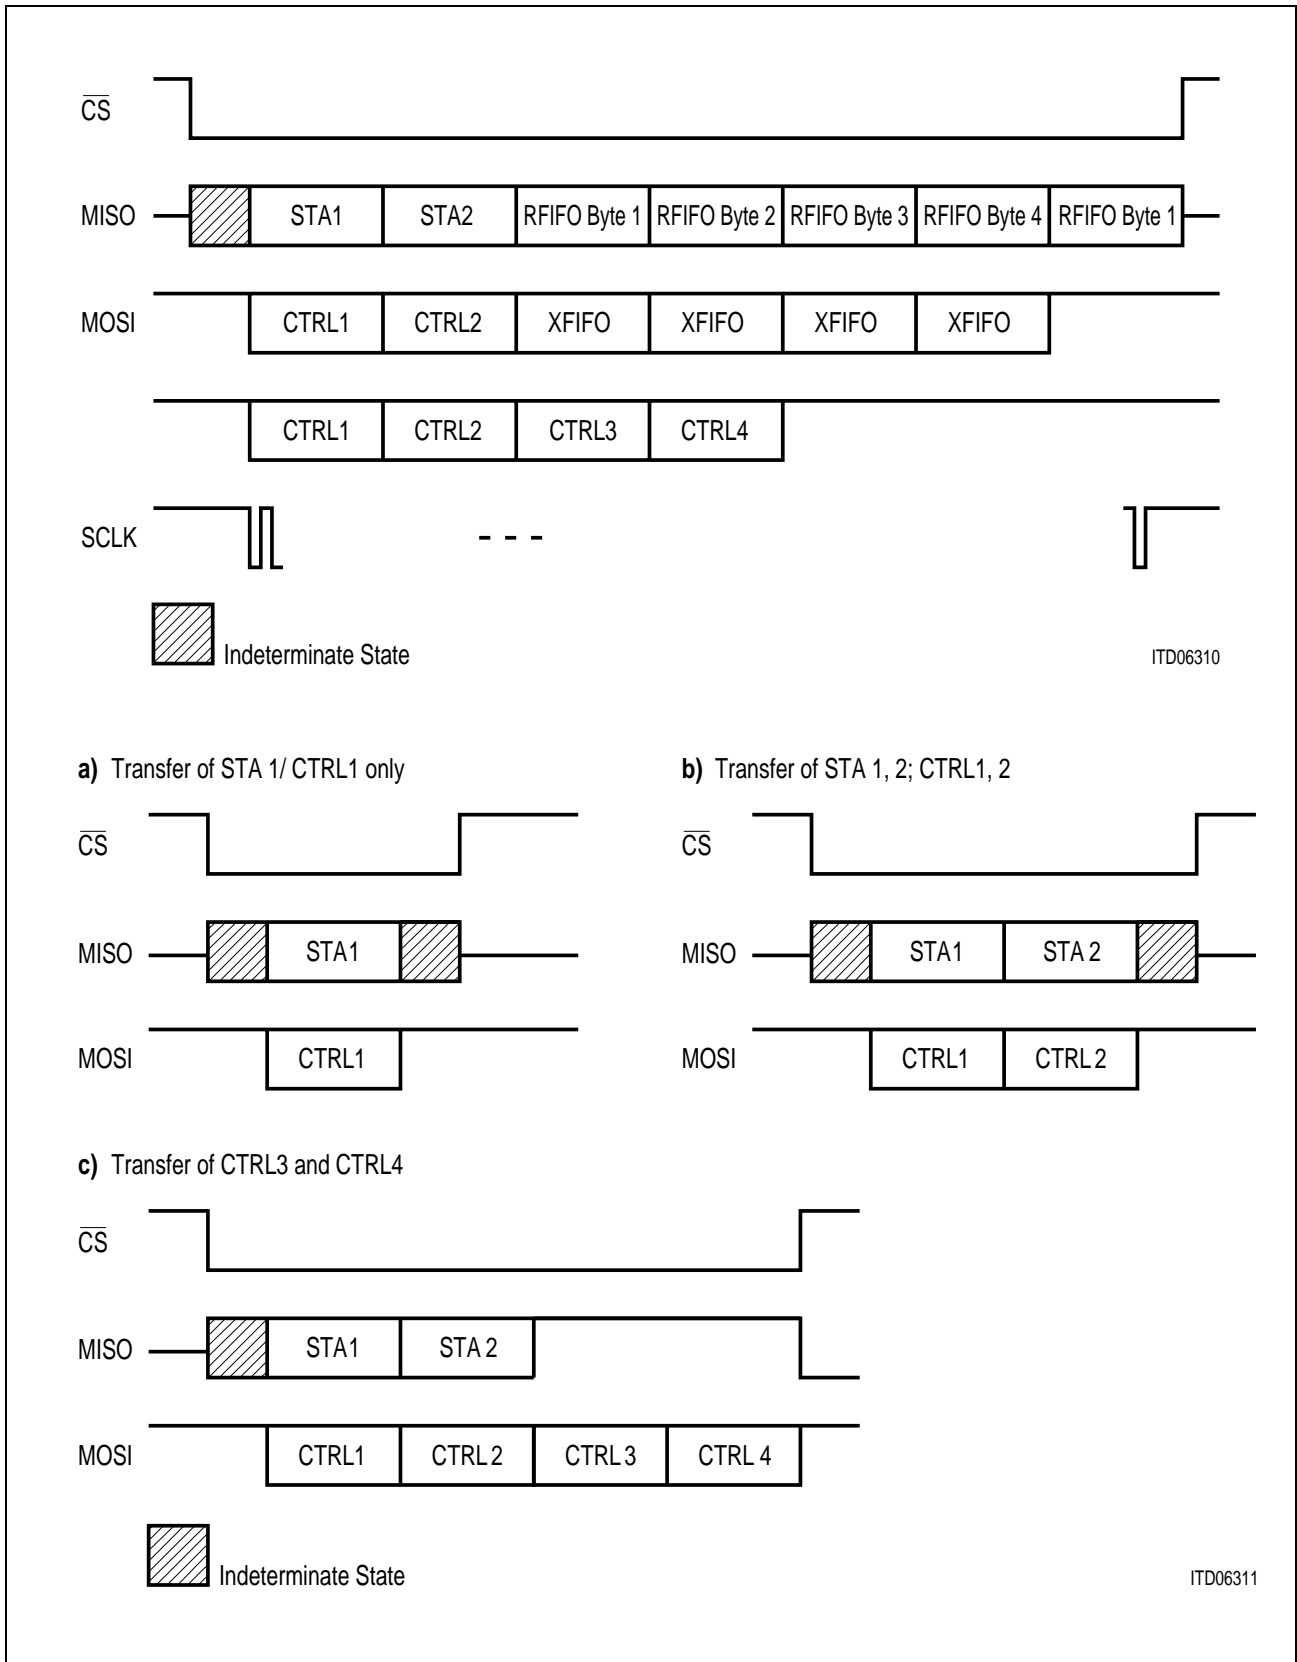 CS
MISO STA1 STA2 RFIFO Byte 1 RFIFO Byte 2 RFIFO Byte 3 RFIFO Byte 4 RFIFO Byte 1
MOSI CTRL1 CTRL2 XFIFO XFIFO XFIFO XFIFO
CTRL1 CTRL2 CTRL3 CTRL4
SCLK
Indeterminate State ITD06310
a) Transfer of STA 1/ CTRL1 only
CS
MISO STA1
MOSI CTRL1
b) Transfer of STA 1, 2; CTRL1, 2
CS
MISO STA1 STA 2
MOSI CTRL1 CTRL 2
c) Transfer of CTRL3 and CTRL4
CS
MISO STA1 STA 2
MOSI CTRL1 CTRL 2 CTRL 3 CTRL 4
Indeterminate State ITD06311